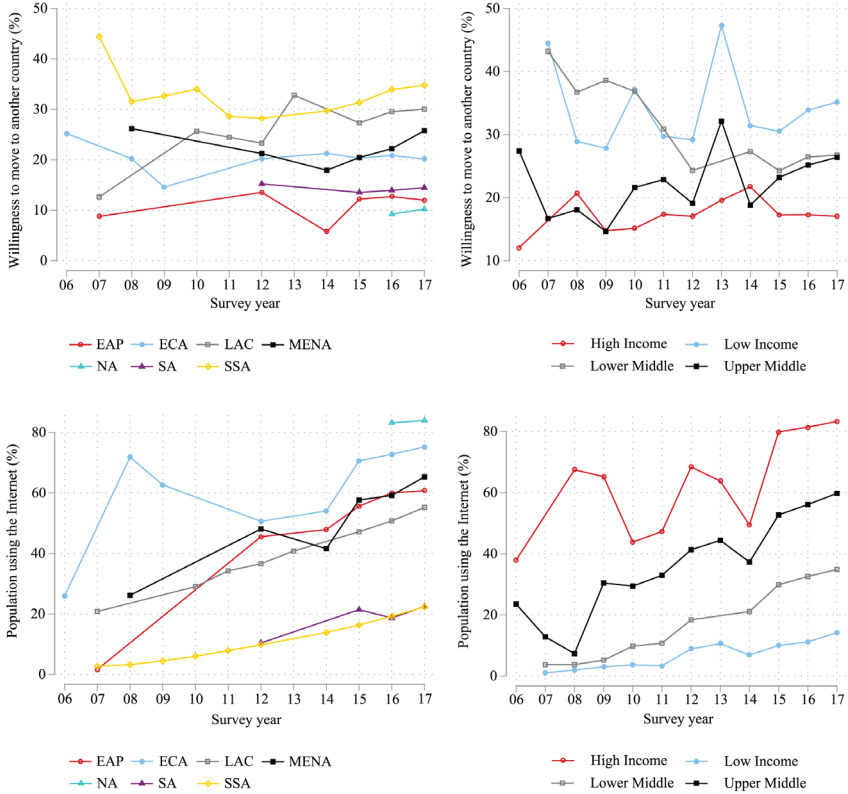 Willingness to move to another country (%)
50
40
30
20
10
0
06 07 08 09 10 11 12 13 14 15 16 17
Survey year
EAP ECA LAC MENA
NA SA SSA
Willingness to move to another country (%)
50
40
30
20
10
06 07 08 09 10 11 12 13 14 15 16 17
Survey year
High Income Low Income
Lower Middle Upper Middle
Population using the Internet (%)
80
60
40
20
0
06 07 08 09 10 11 12 13 14 15 16 17
Survey year
EAP ECA LAC MENA
NA SA SSA
Population using the Internet (%)
80
60
40
20
0
06 07 08 09 10 11 12 13 14 15 16 17
Survey year
High Income Low Income
Lower Middle Upper Middle